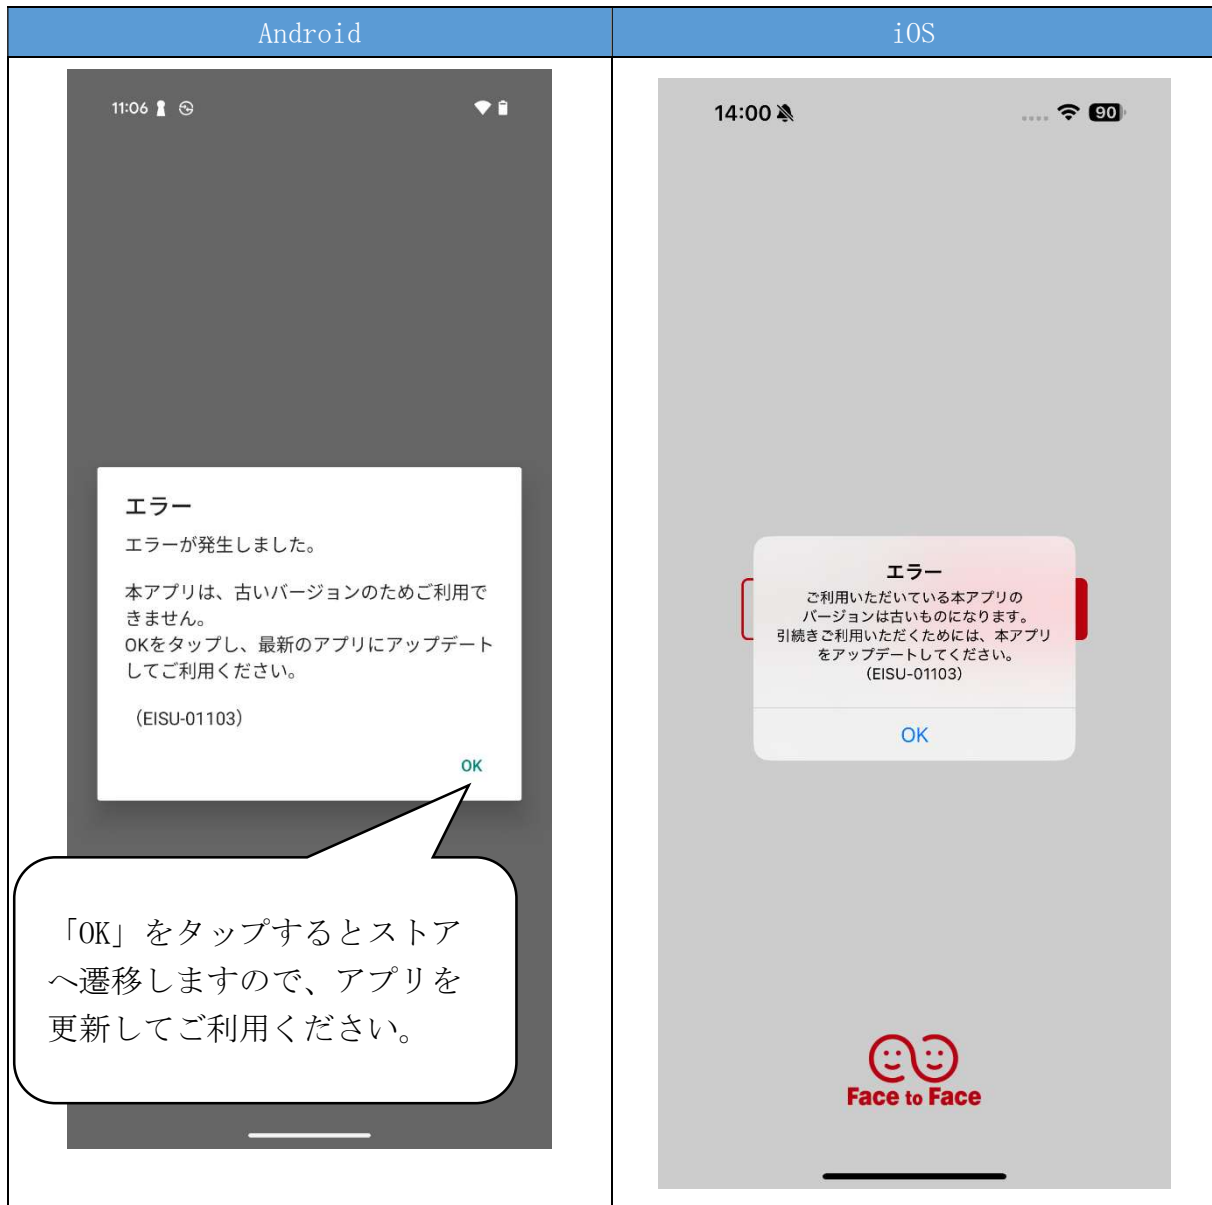 Android
iOS
11:06
エラー
エラーが発生しました。
本アプリは、古いバージョンのためご利用で
きません。
OKをタップし、最新のアプリにアップデート
してご利用ください。
（EISU-01103）
OK
「OK」をタップするとストア
へ遷移しますので、アプリを
更新してご利用ください。
14:00
90
エラー
ご利用いただいている本アプリの
バージョンは古いものになります。
引続きご利用いただくためには、本アプリ
をアップデートしてください。
（EISU-01103）
OK
Face to Face